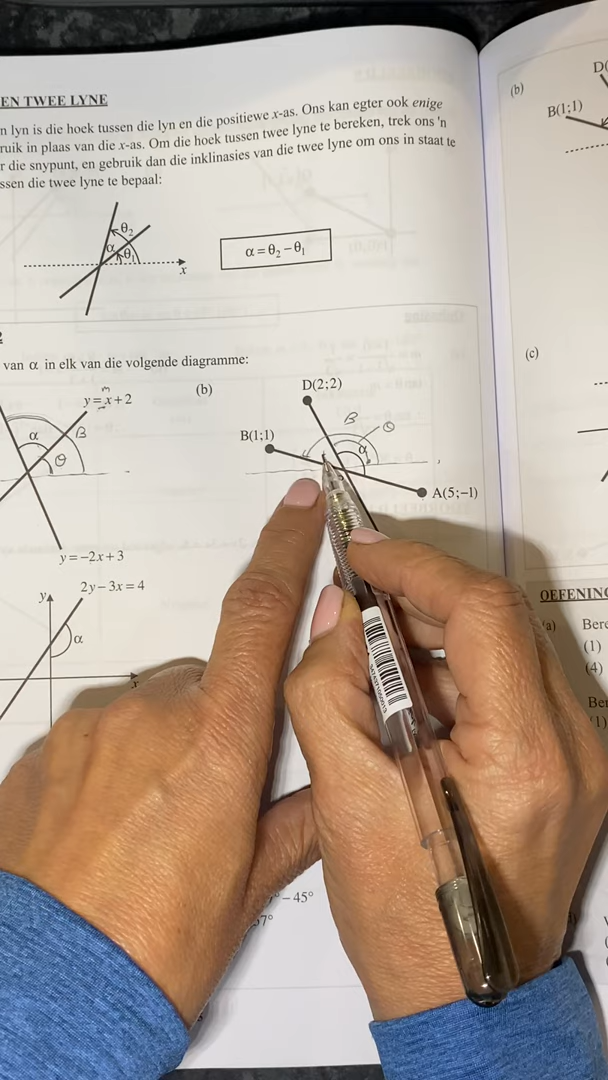 EN TWEE LYNE
n lyn is die hoek tussen die lyn en die positiewe x-as. Ons kan egter ook enige
ruik in plaas van die x-as. Om die hoek tussen twee lyne te bereken, trek ons 'n
r die snypunt, en gebruik dan die inklinasies van die twee lyne om ons in staat te
ssen die twee lyne te bepaal:
θ₂
α
θ₁
x
α = θ₂ − θ₁
van α in elk van die volgende diagramme:
m
y = x + 2
α
β
θ
y = −2x + 3
(b)
D(2;2)
B(1;1)
β
θ
α
A(5;−1)
2y − 3x = 4
y
α
x
− 45°
7°
(b)
D(
B(1;1)
(c)
OEFENING
(a) Bere
(1)
(4)
Ber
(1)